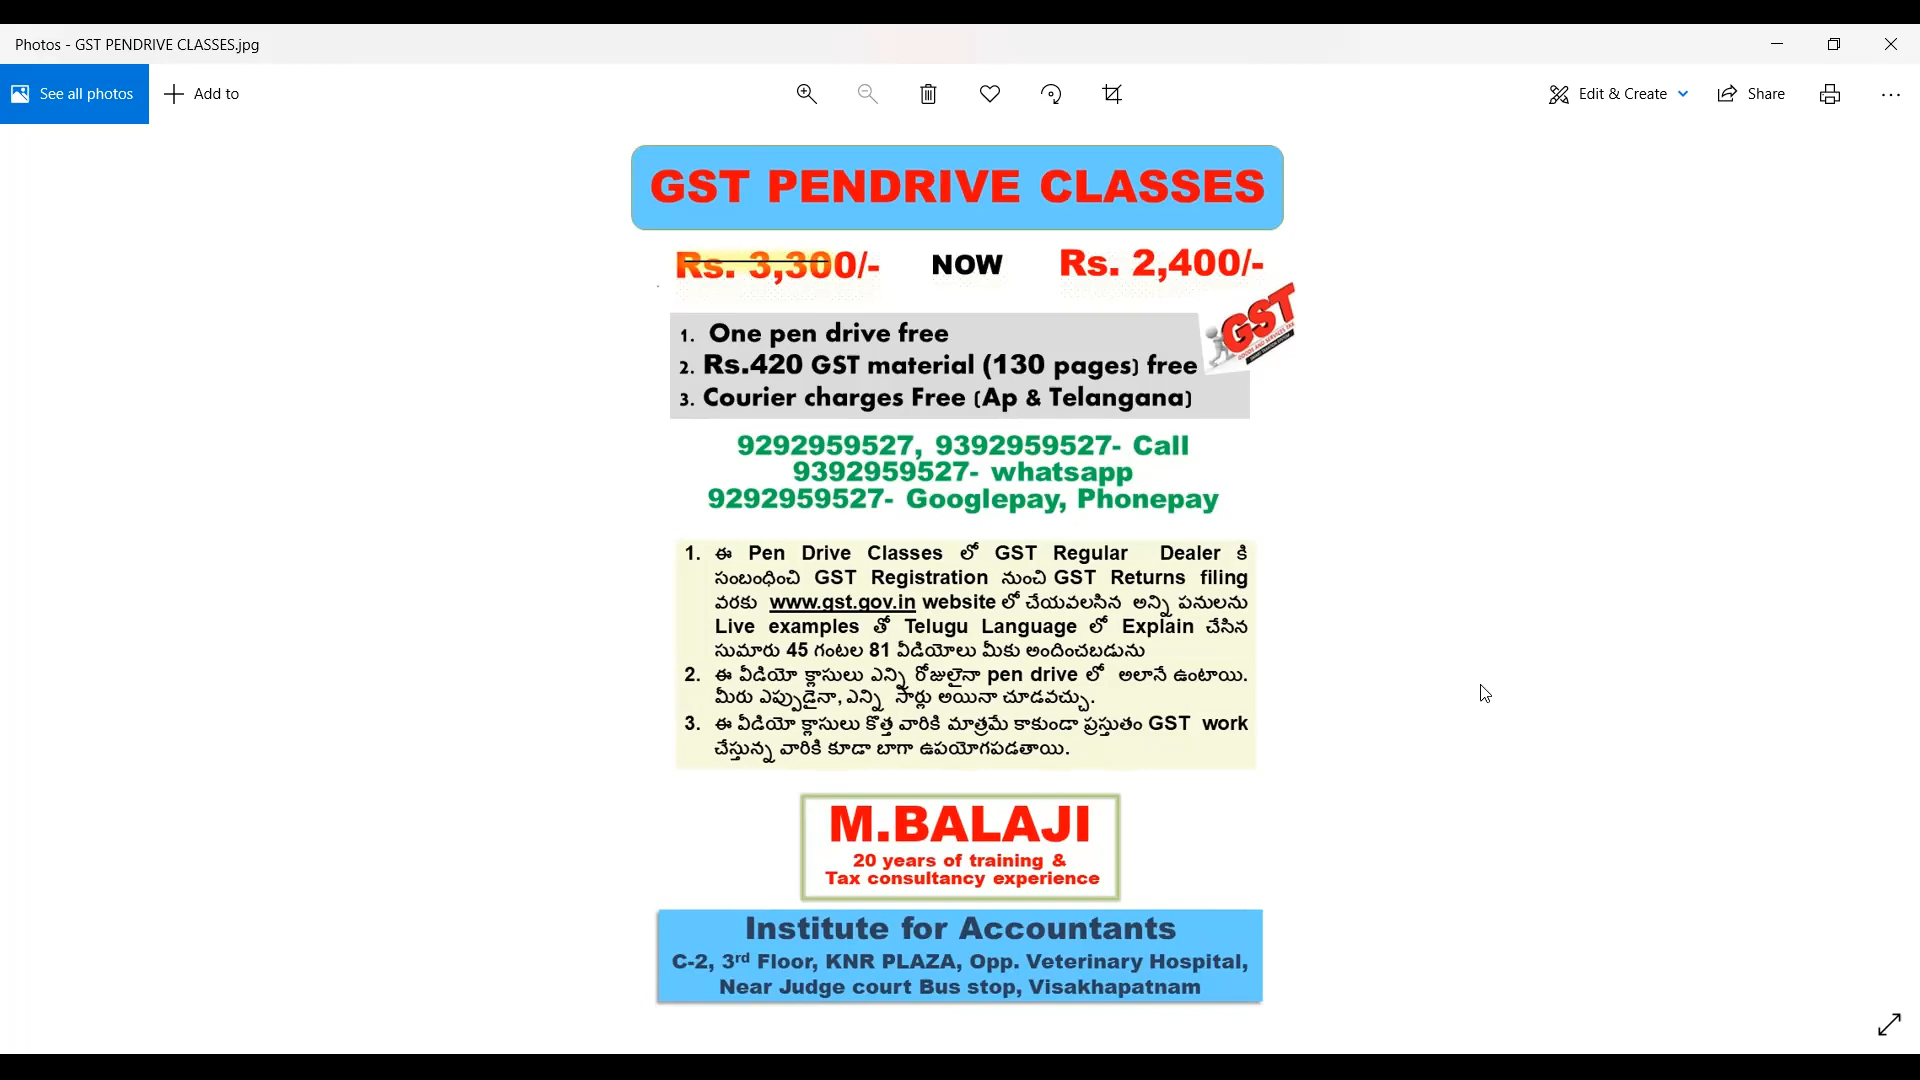 Photos - GST PENDRIVE CLASSES.jpg
See all photos
Add to
Edit & Create
Share
GST PENDRIVE CLASSES
Rs. 3,300/- NOW Rs. 2,400/-
GST
1. One pen drive free
2. Rs.420 GST material (130 pages) free
3. Courier charges Free (Ap & Telangana)
9292959527, 9392959527- Call
9392959527- whatsapp
9292959527- Googlepay, Phonepay
1. ఈ Pen Drive Classes లో GST Regular Dealer కి
సంబంధించి GST Registration నుంచి GST Returns filing
వరకు www.gst.gov.in website లో చేయవలసిన అన్ని పనులను
Live examples తో Telugu Language లో Explain చేసిన
సుమారు 45 గంటల 81 వీడియోలు మీకు అందించబడును
2. ఈ వీడియో క్లాసులు ఎన్ని రోజులైనా pen drive లో అలానే ఉంటాయి.
మీరు ఎప్పుడైనా, ఎన్ని సార్లు అయినా చూడవచ్చు.
3. ఈ వీడియో క్లాసులు కొత్త వారికి మాత్రమే కాకుండా ప్రస్తుతం GST work
చేస్తున్న వారికి కూడా బాగా ఉపయోగపడతాయి.
M.BALAJI
20 years of training &
Tax consultancy experience
Institute for Accountants
C-2, 3rd Floor, KNR PLAZA, Opp. Veterinary Hospital,
Near Judge court Bus stop, Visakhapatnam